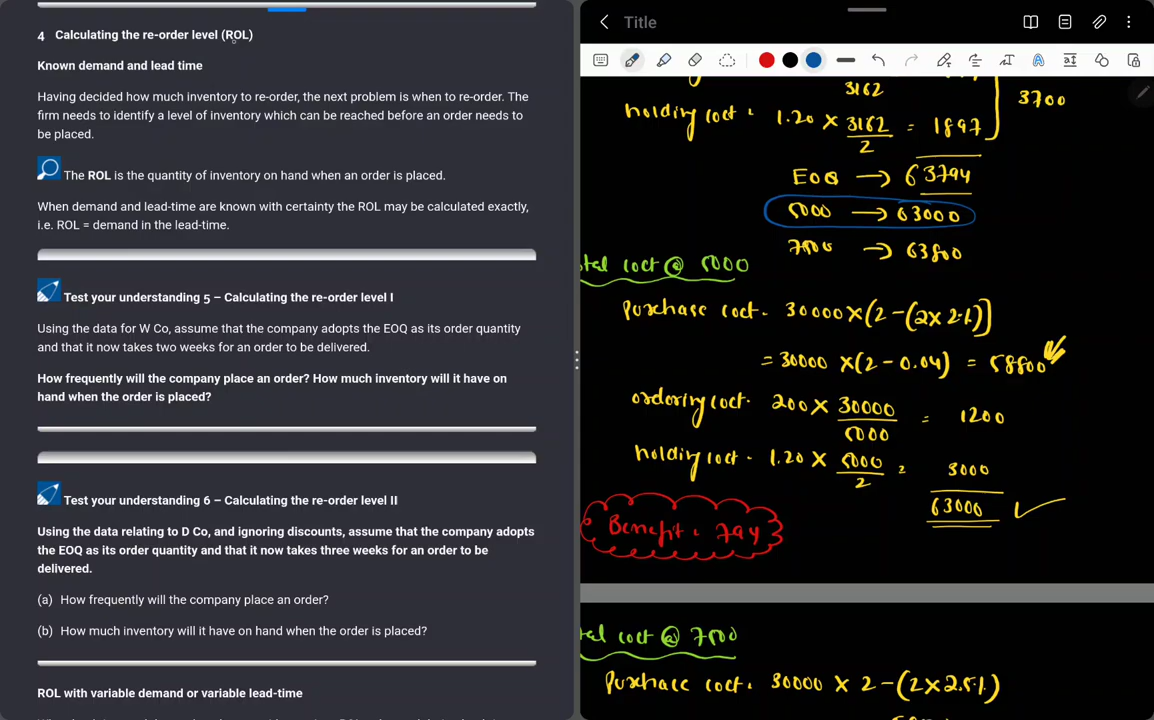 4 Calculating the re-order level (ROL)
Known demand and lead time
Having decided how much inventory to re-order, the next problem is when to re-order. The
firm needs to identify a level of inventory which can be reached before an order needs to
be placed.
The ROL is the quantity of inventory on hand when an order is placed.
When demand and lead-time are known with certainty the ROL may be calculated exactly,
i.e. ROL = demand in the lead-time.
Test your understanding 5 – Calculating the re-order level I
Using the data for W Co, assume that the company adopts the EOQ as its order quantity
and that it now takes two weeks for an order to be delivered.
How frequently will the company place an order? How much inventory will it have on
hand when the order is placed?
Test your understanding 6 – Calculating the re-order level II
Using the data relating to D Co, and ignoring discounts, assume that the company adopts
the EOQ as its order quantity and that it now takes three weeks for an order to be
delivered.
(a) How frequently will the company place an order?
(b) How much inventory will it have on hand when the order is placed?
ROL with variable demand or variable lead-time
Title
3162
3700
holding cost = 1.20 × 3162/2 = 1897
EOQ → 63794
5000 → 63000
7500 → 63800
tal cost @ 5000
Purchase cost = 30000 × (2 - (2 × 2%)]
= 30000 × (2 - 0.04) = 58800
ordering cost = 200 × 30000/5000 = 1200
holding cost = 1.20 × 5000/2 = 3000
63000 ✓
Benefit = 794
tal cost @ 7500
Purchase cost = 30000 × 2 - (2 × 2.5%)